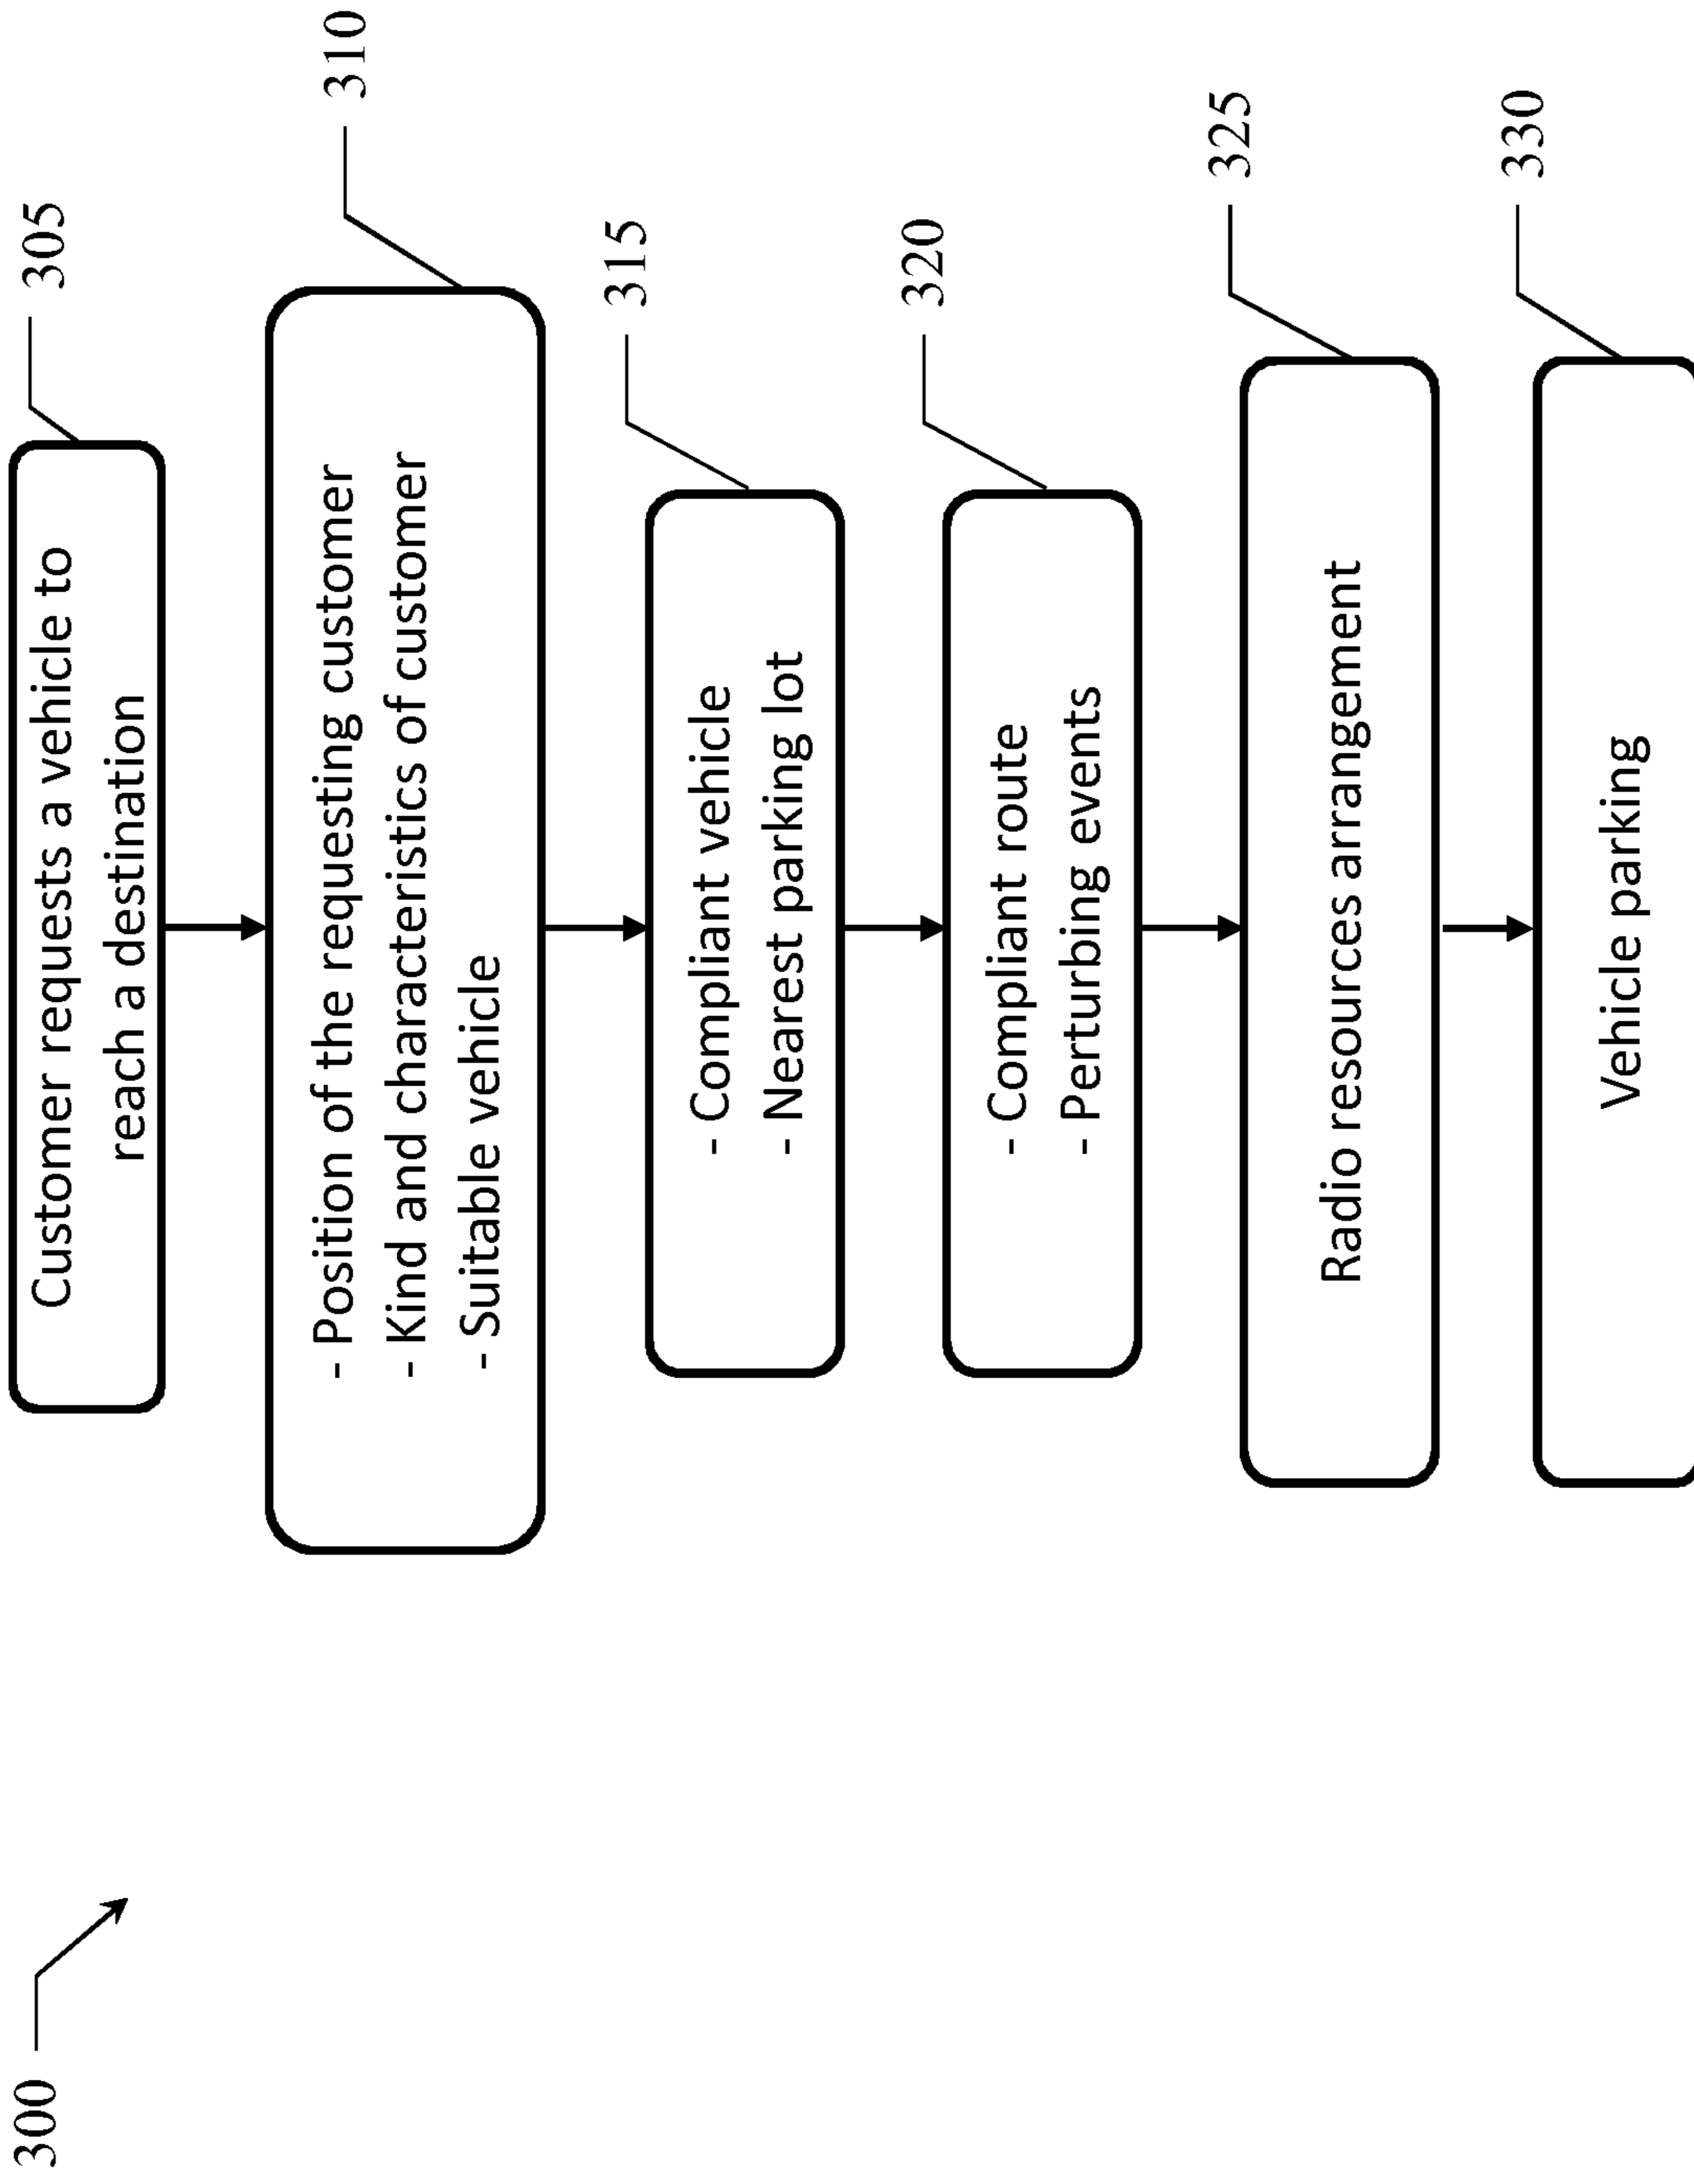 300
305
Customer requests a vehicle to
reach a destination
310
- Position of the requesting customer
- Kind and characteristics of customer
- Suitable vehicle
315
- Compliant vehicle
- Nearest parking lot
320
- Compliant route
- Perturbing events
325
Radio resources arrangement
330
Vehicle parking